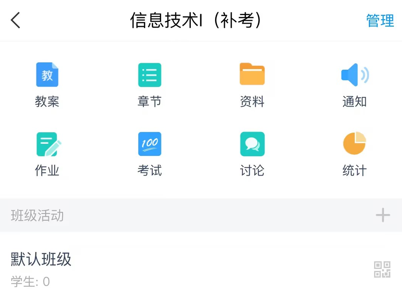 信息技术I（补考）
管理
教
教案
章节
资料
通知
100
作业
考试
讨论
统计
班级活动
默认班级
学生: 0